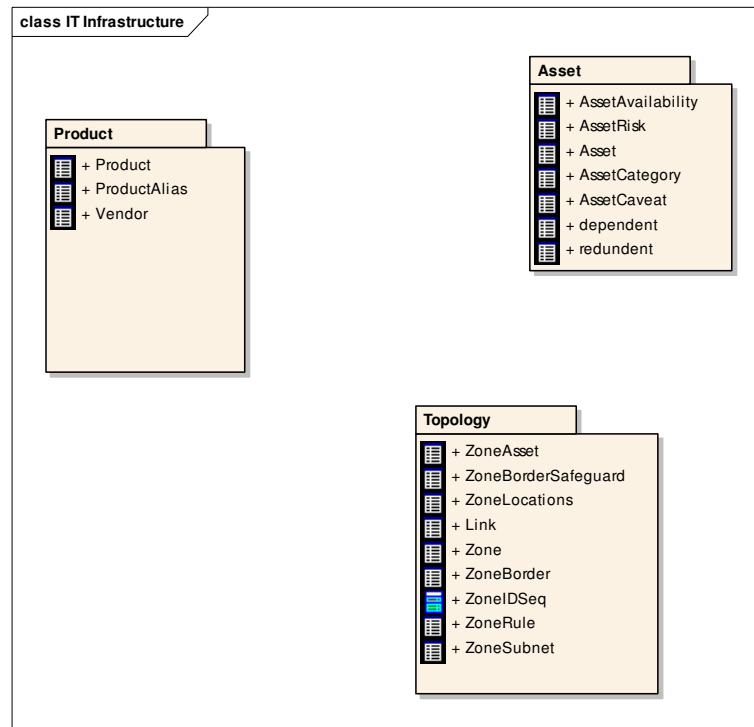 class IT Infrastructure
Asset
+ AssetAvailability
+ AssetRisk
+ Asset
+ AssetCategory
+ AssetCaveat
+ dependent
+ redundent
Product
+ Product
+ ProductAlias
+ Vendor
Topology
+ ZoneAsset
+ ZoneBorderSafeguard
+ ZoneLocations
+ Link
+ Zone
+ ZoneBorder
+ ZoneIDSeq
+ ZoneRule
+ ZoneSubnet